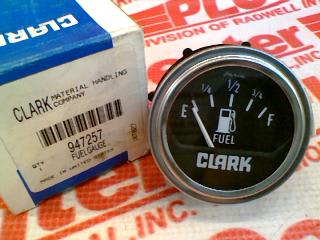 CLARK
CLARK MATERIAL HANDLING
COMPANY
947257
QTY
1
FUELGAUGE
MADE IN UNITED STATES
PLC
DIVISION OF RADWELL INT
1/4 1/2 3/4
E F
FUEL
CLARK